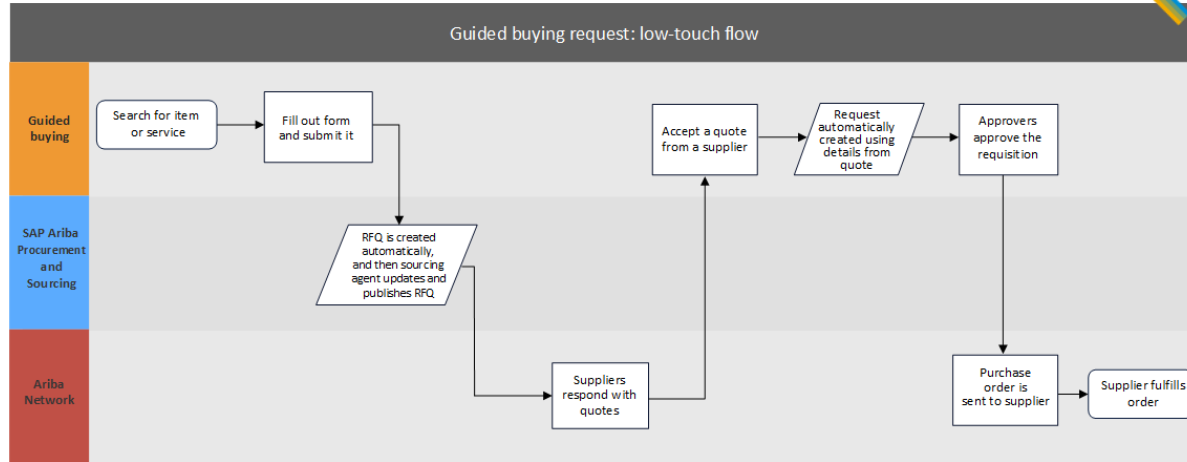 Guided buying request: low-touch flow
Guided
buying
Search for item
or service
Fill out form
and submit it
Accept a quote
from a supplier
Request
automatically
created using
details from
quote
Approvers
approve the
requisition
SAP Ariba
Procurement
and
Sourcing
RFQ is created
automatically,
and then sourcing
agent updates and
publishes RFQ
Ariba
Network
Suppliers
respond with
quotes
Purchase
order is
sent to supplier
Supplier fulfills
order